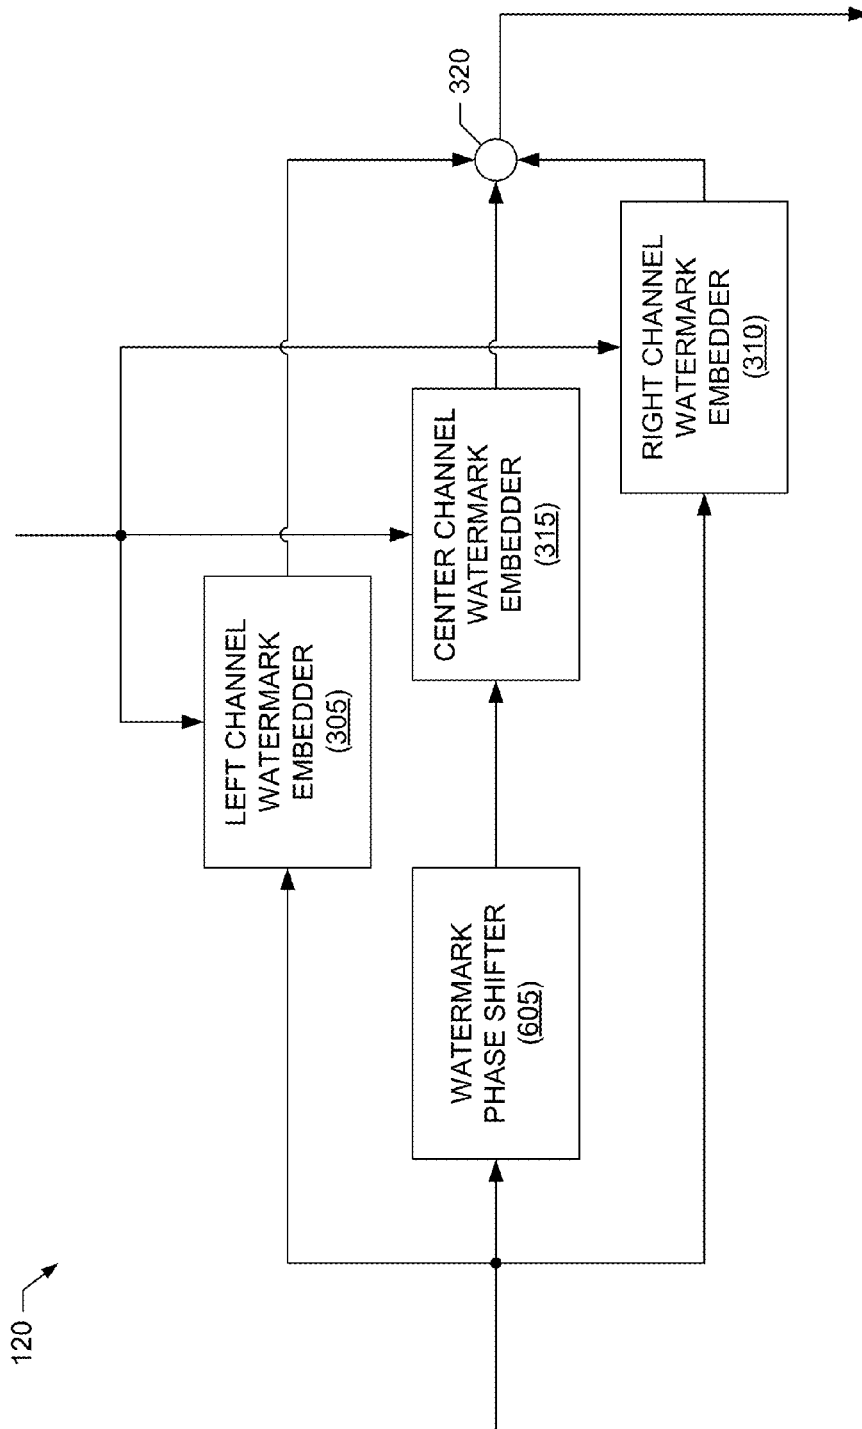 120
320
LEFT CHANNEL
WATERMARK
EMBEDDER
(305)
CENTER CHANNEL
WATERMARK
EMBEDDER
(315)
RIGHT CHANNEL
WATERMARK
EMBEDDER
(310)
WATERMARK
PHASE SHIFTER
(605)